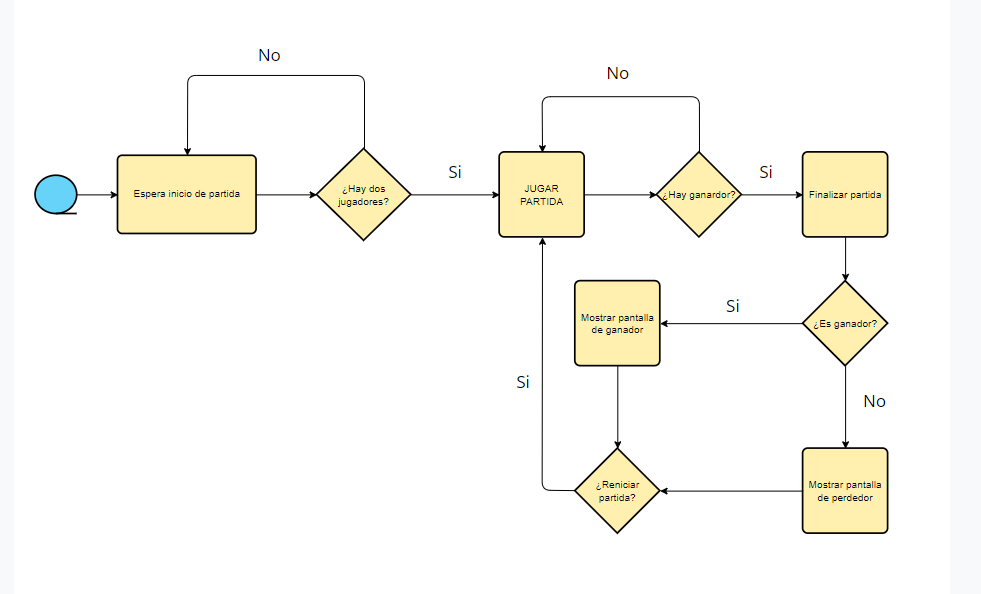 No
No
Espera inicio de partida
¿Hay dos
jugadores?
Si
JUGAR
PARTIDA
¿Hay ganardor?
Si
Finalizar partida
Mostrar pantalla
de ganador
Si
¿Es ganador?
Si
No
¿Reniciar
partida?
Mostrar pantalla
de perdedor